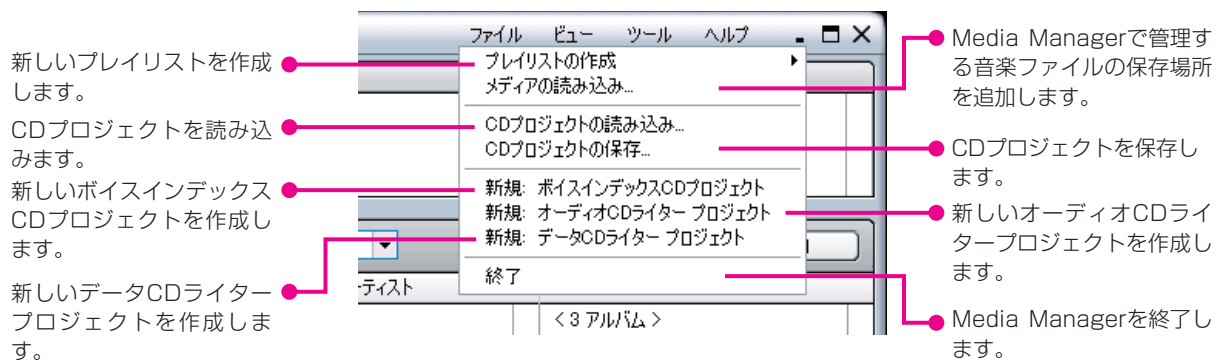 新しいプレイリストを作成
します。
CDプロジェクトを読み込
みます。
新しいボイスインデックス
CDプロジェクトを作成し
ます。
新しいデータCDライター
プロジェクトを作成しま
す。
ファイル ビュー ツール ヘルプ
プレイリストの作成
メディアの読み込み...
CDプロジェクトの読み込み...
CDプロジェクトの保存...
新規: ボイスインデックスCDプロジェクト
新規: オーディオCDライター プロジェクト
新規: データCDライター プロジェクト
終了
ーティスト
<3 アルバム>
Media Managerで管理す
る音楽ファイルの保存場所
を追加します。
CDプロジェクトを保存し
ます。
新しいオーディオCDライ
タープロジェクトを作成し
ます。
Media Managerを終了し
ます。